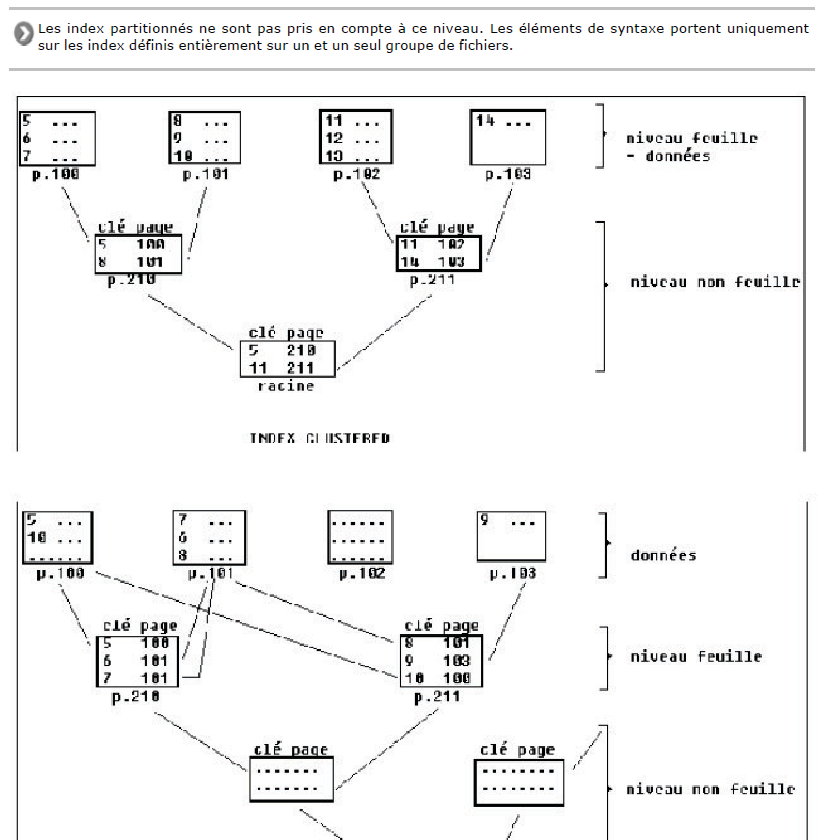 Les index partitionnés ne sont pas pris en compte à ce niveau. Les éléments de syntaxe portent uniquement
sur les index définis entièrement sur un et un seul groupe de fichiers.
5 ...
6 ...
7 ...
p.100
8 ...
9 ...
10 ...
p.101
11 ...
12 ...
13 ...
p.102
14 ...
p.103
niveau feuille
- données
clé page
5 100
8 101
p.210
clé page
11 102
14 103
p.211
niveau non feuille
clé page
5 210
11 211
racine
INDEX CLUSTERED
5 ...
10 ...
......
p.100
7 ...
6 ...
8 ...
p.101
......
......
......
p.102
9 ...
p.103
données
clé page
5 100
6 101
7 101
p.210
clé page
8 101
9 103
10 100
p.211
niveau feuille
clé page
.......
.......
clé page
........
........
niveau non feuille